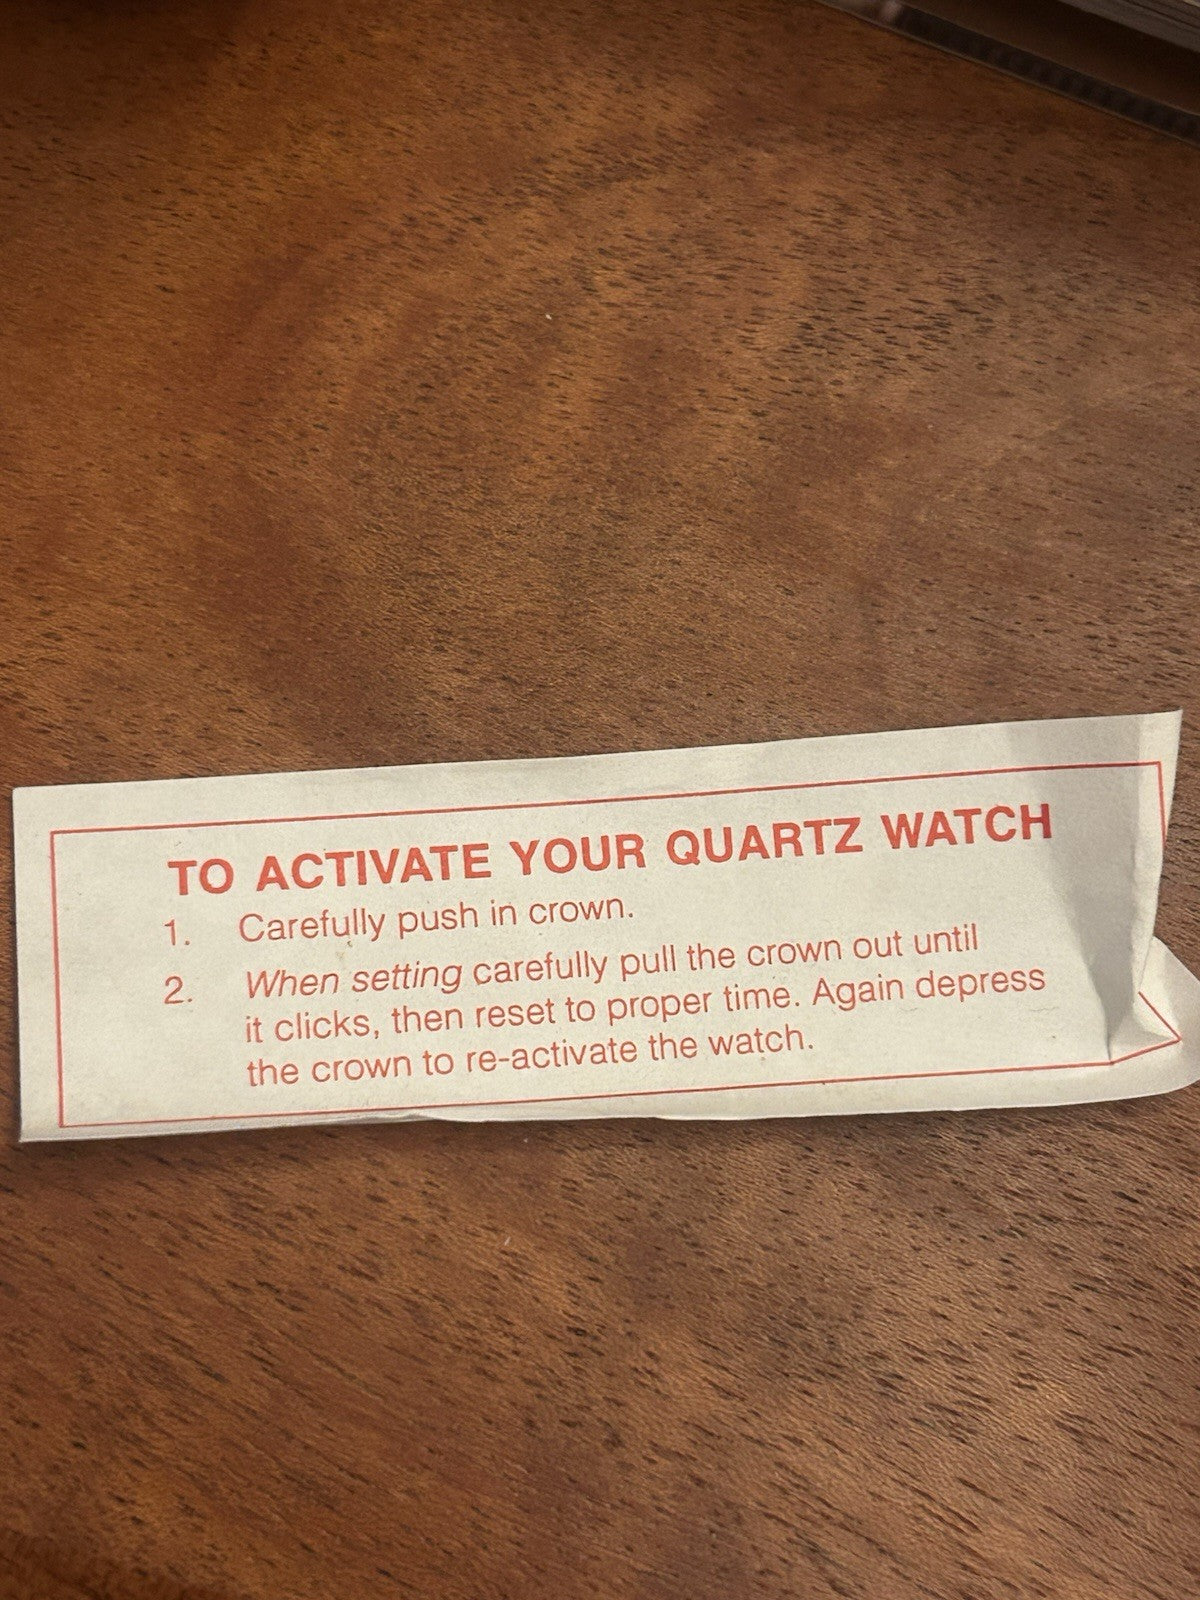 TO ACTIVATE YOUR QUARTZ WATCH
1. Carefully push in crown.
2. When setting carefully pull the crown out until
it clicks, then reset to proper time. Again depress
the crown to re-activate the watch.